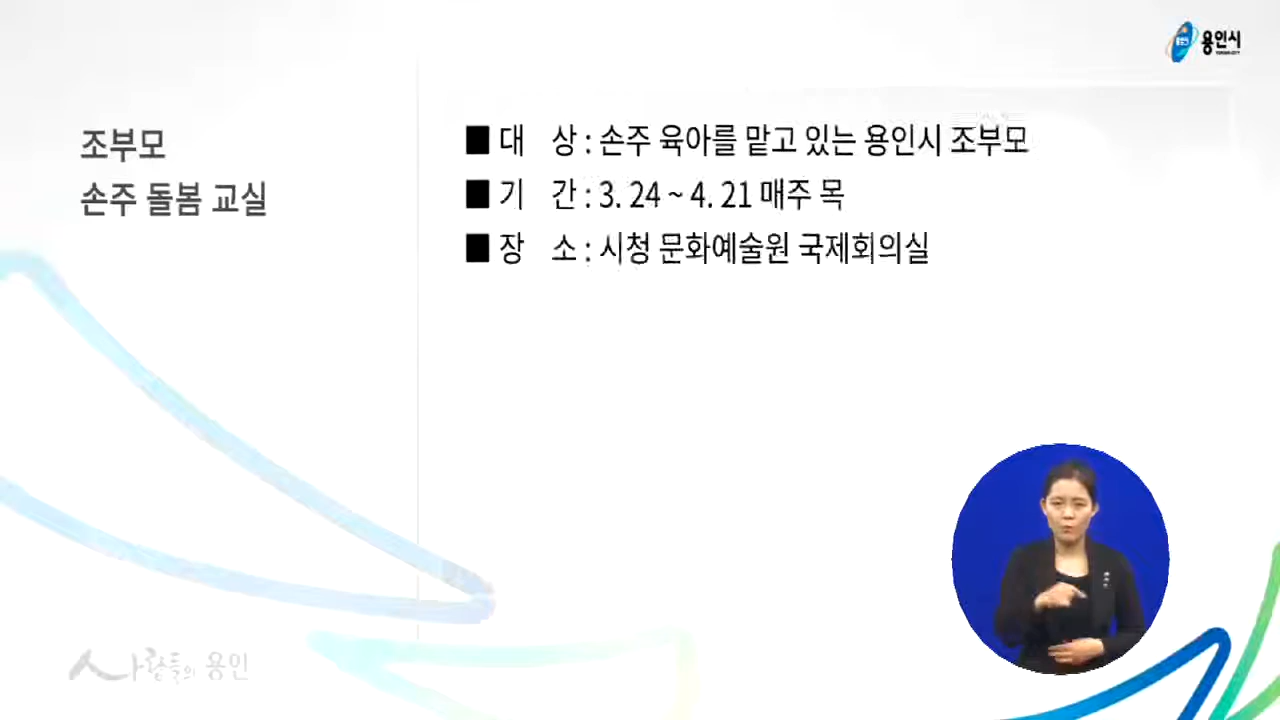 용인시
조부모
손주 돌봄 교실
■ 대 상 : 손주 육아를 맡고 있는 용인시 조부모
■ 기 간 : 3. 24 ~ 4. 21 매주 목
■ 장 소 : 시청 문화예술원 국제회의실
사람들의 용인